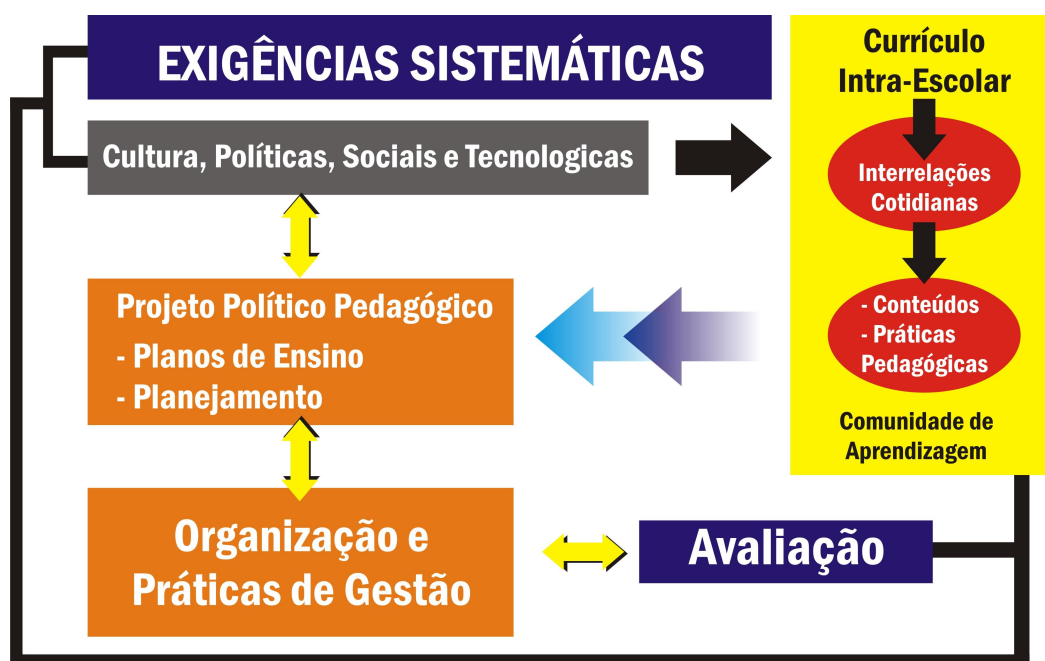 EXIGÊNCIAS SISTEMÁTICAS
Cultura, Políticas, Sociais e Tecnologicas
Projeto Político Pedagógico
- Planos de Ensino
- Planejamento
Organização e
Práticas de Gestão
Avaliação
Currículo
Intra-Escolar
Interrelações
Cotidianas
- Conteúdos
- Práticas
Pedagógicas
Comunidade de
Aprendizagem